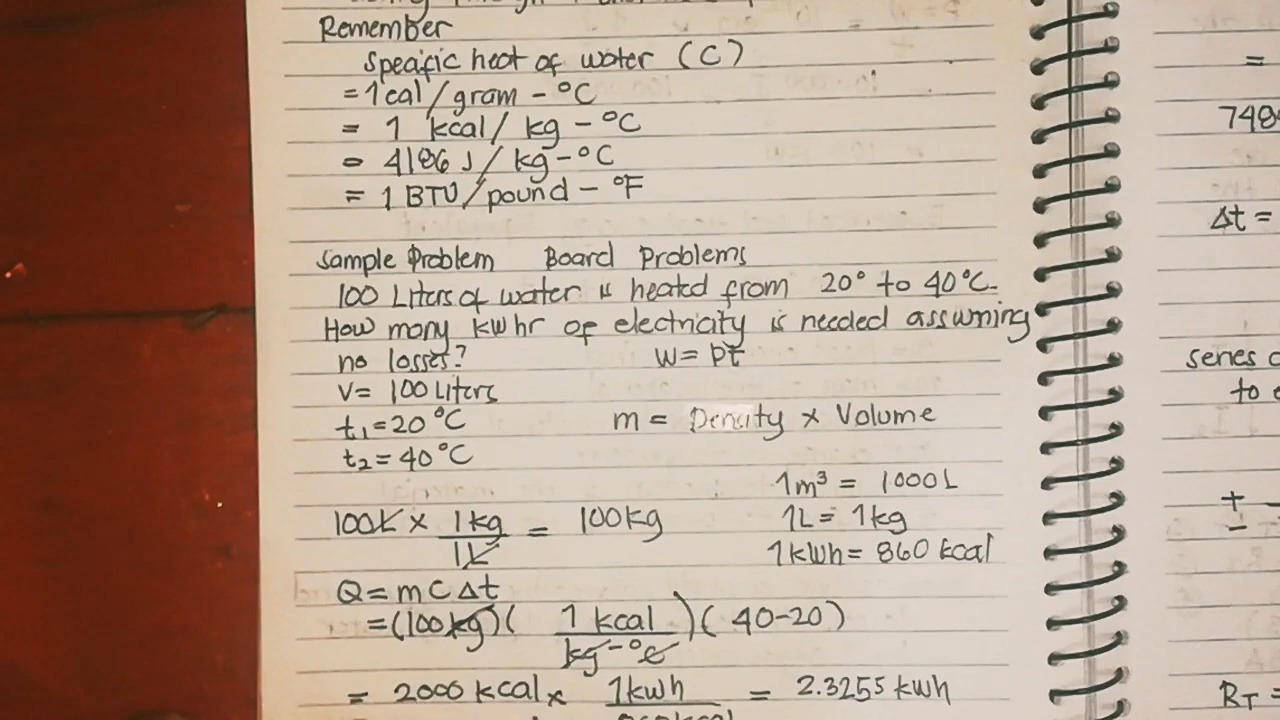 Remember
Specific heat of water (C)
= 1 cal/gram - °C
= 1 kcal/ kg - °C
= 4186 J/ kg - °C
= 1 BTU/pound - °F
Sample Problem Board Problems
100 Liters of water is heated from 20° to 40°C.
How many kwhr of electricity is needed assuming
no losses? W = Pt
V = 100 Liters
t₁ = 20 °C m = Density x Volume
t₂ = 40 °C
1m³ = 1000L
100L x 1kg/1L = 100kg 1L = 1kg
1kwh = 860 kcal
Q = m C Δt
= (100kg)( 1 kcal/kg-°C )( 40-20)
= 2000 kcal x 1kwh = 2.3255 kwh
=
748
Δt =
series
to
+
-
RT =